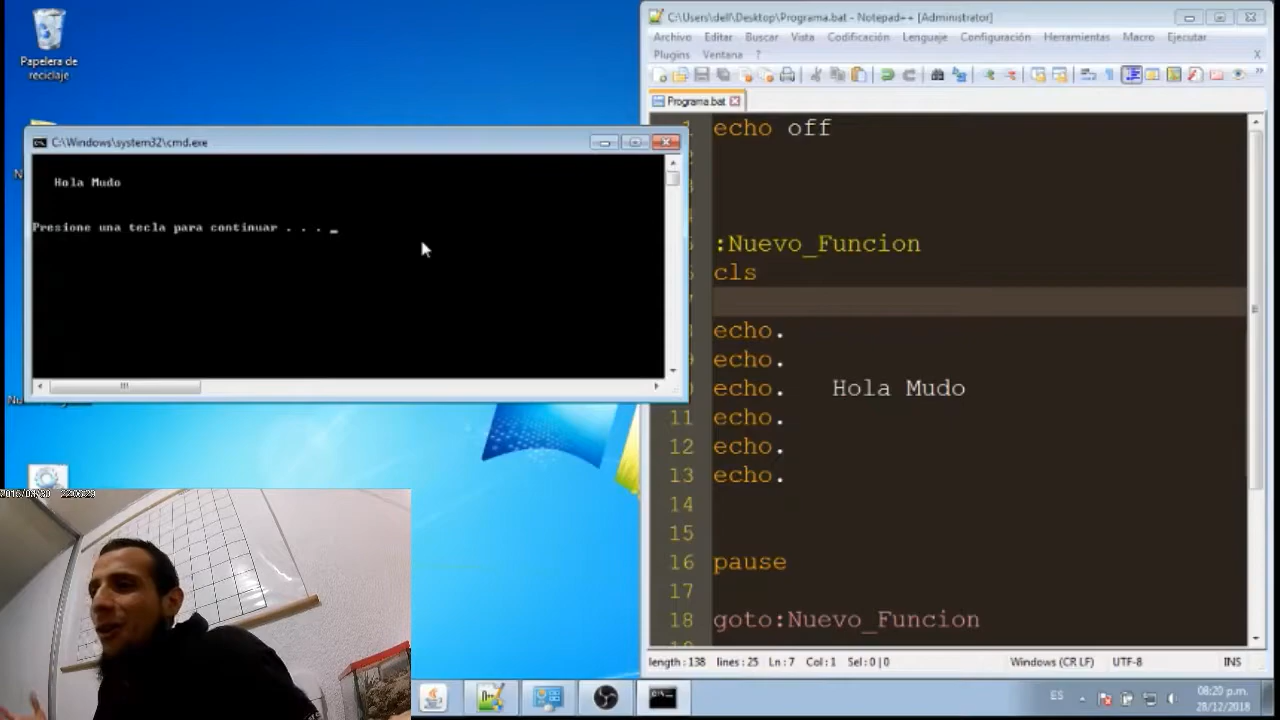 Papelera de
reciclaje
C:\Windows\system32\cmd.exe
Hola Mudo
Presione una tecla para continuar . . . _
C:\Users\dell\Desktop\Programa.bat - Notepad++ [Administrator]
Archivo Editar Buscar Vista Codificación Lenguaje Configuración Herramientas Macro Ejecutar
Plugins Ventana ? X
Programa.bat
echo off
:Nuevo_Funcion
cls
echo.
echo.
echo. Hola Mudo
11 echo.
12 echo.
13 echo.
14
15
16 pause
17
18 goto:Nuevo_Funcion
length : 138 lines : 25 Ln : 7 Col : 1 Sel : 0 | 0 Windows (CR LF) UTF-8 INS
ES
08:20 p.m.
28/12/2018